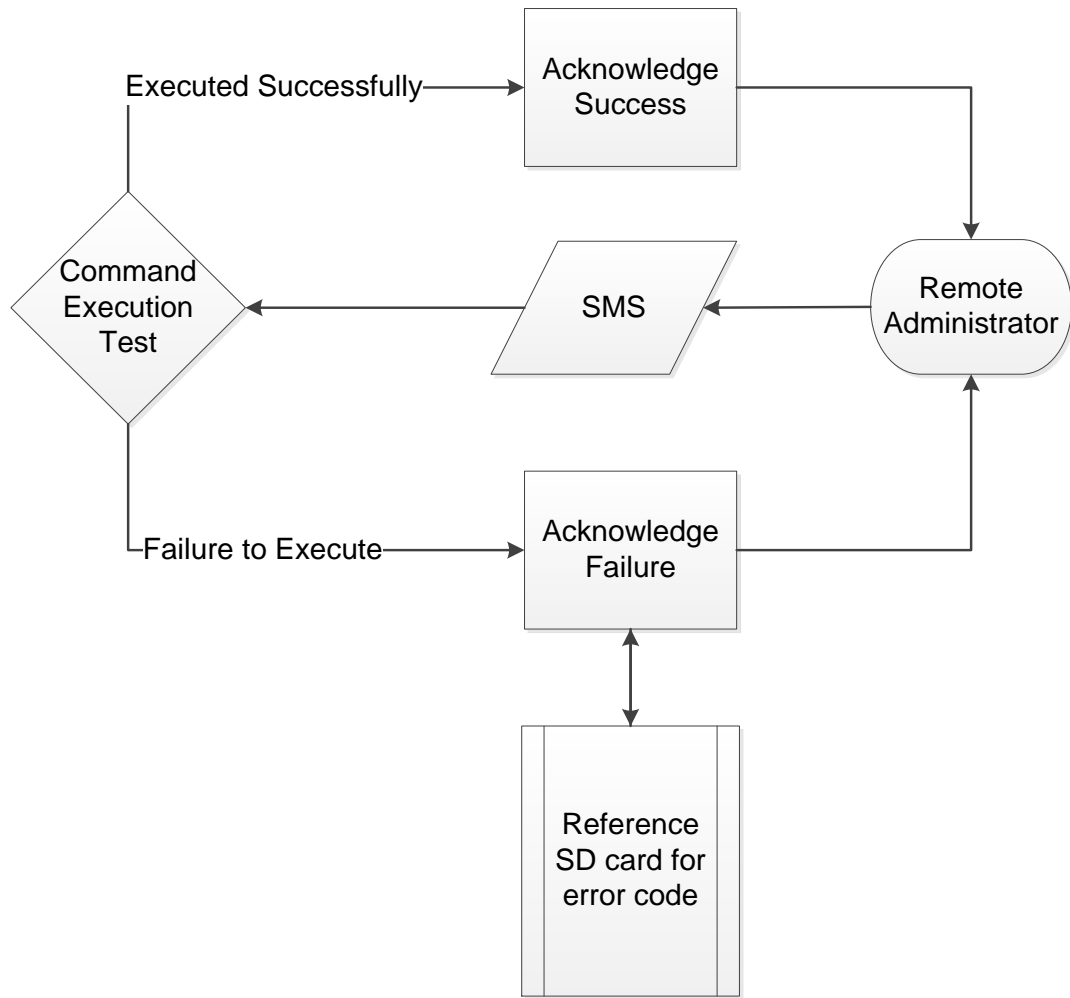 Executed Successfully
Acknowledge
Success
Command
Execution
Test
SMS
Remote
Administrator
Failure to Execute
Acknowledge
Failure
Reference
SD card for
error code